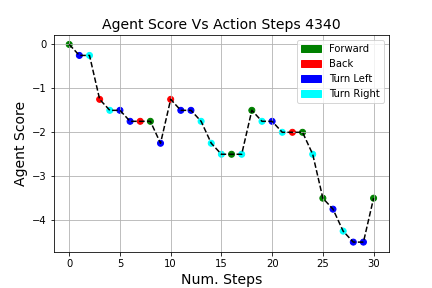 Agent Score Vs Action Steps 4340
Forward
Back
Turn Left
Turn Right
Agent Score
0
−1
−2
−3
−4
0 5 10 15 20 25 30
Num. Steps